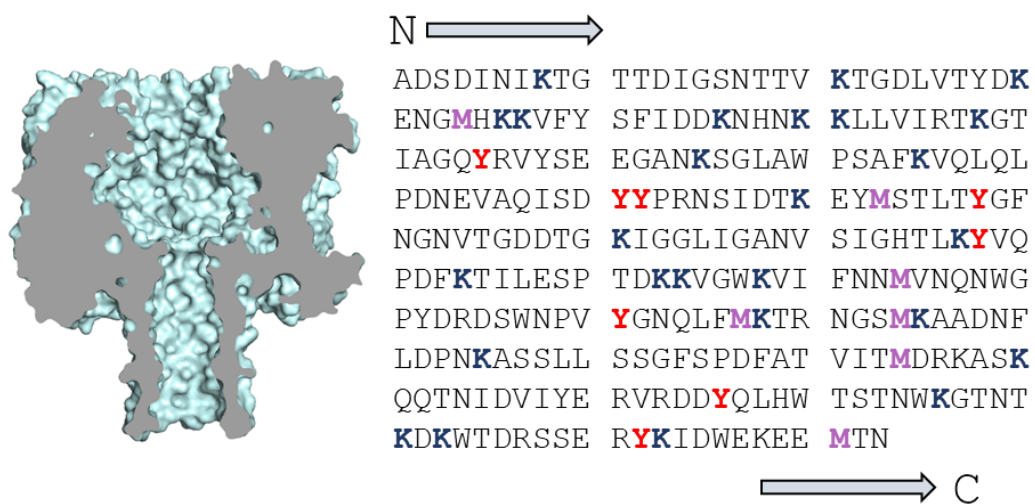 N
ADSDINIKTG TTDIGSNTTV KTGDLVTYDK
ENGMHKKVFY SFIDDKNHNK KLLVIRTKGT
IAGQYRVYSE EGANKSGLAW PSAFKVQLQL
PDNEVAQISD YYPRNSIDTK EYMSTLTYGF
NGNVTGDDTG KIGGLIGANV SIGHTLKYVQ
PDFKTILESP TDKKVGWKVI FNNMVNQNWG
PYDRDSWNPV YGNQLFMKTR NGSMKAADNF
LDPNKASSLL SSGFSPDFAT VITMDRKASK
QQTNIDVIYE RVRDDYQLHW TSTNWKGTNT
KDKWTDRSSE RYKIDWEKEE MTN
C